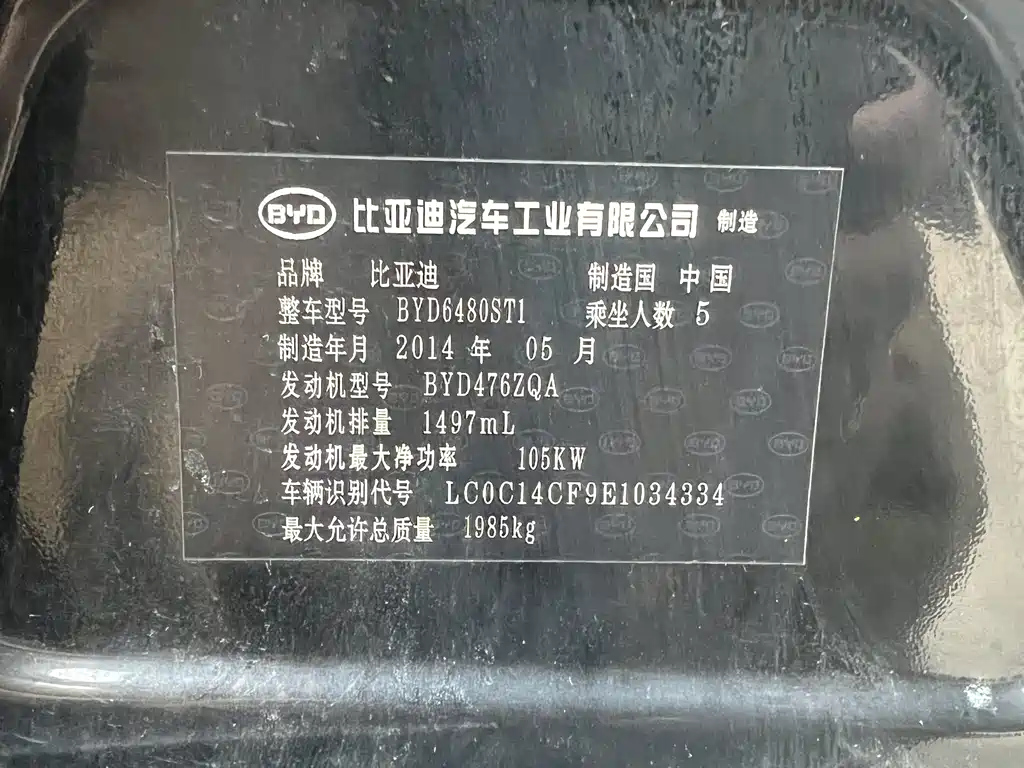 BYD 比亚迪汽车工业有限公司 制造
品牌 比亚迪 制造国 中国
整车型号 BYD6480ST1 乘坐人数 5
制造年月 2014 年 05 月
发动机型号 BYD476ZQA
发动机排量 1497mL
发动机最大净功率 105KW
车辆识别代号 LC0C14CF9E1034334
最大允许总质量 1985kg